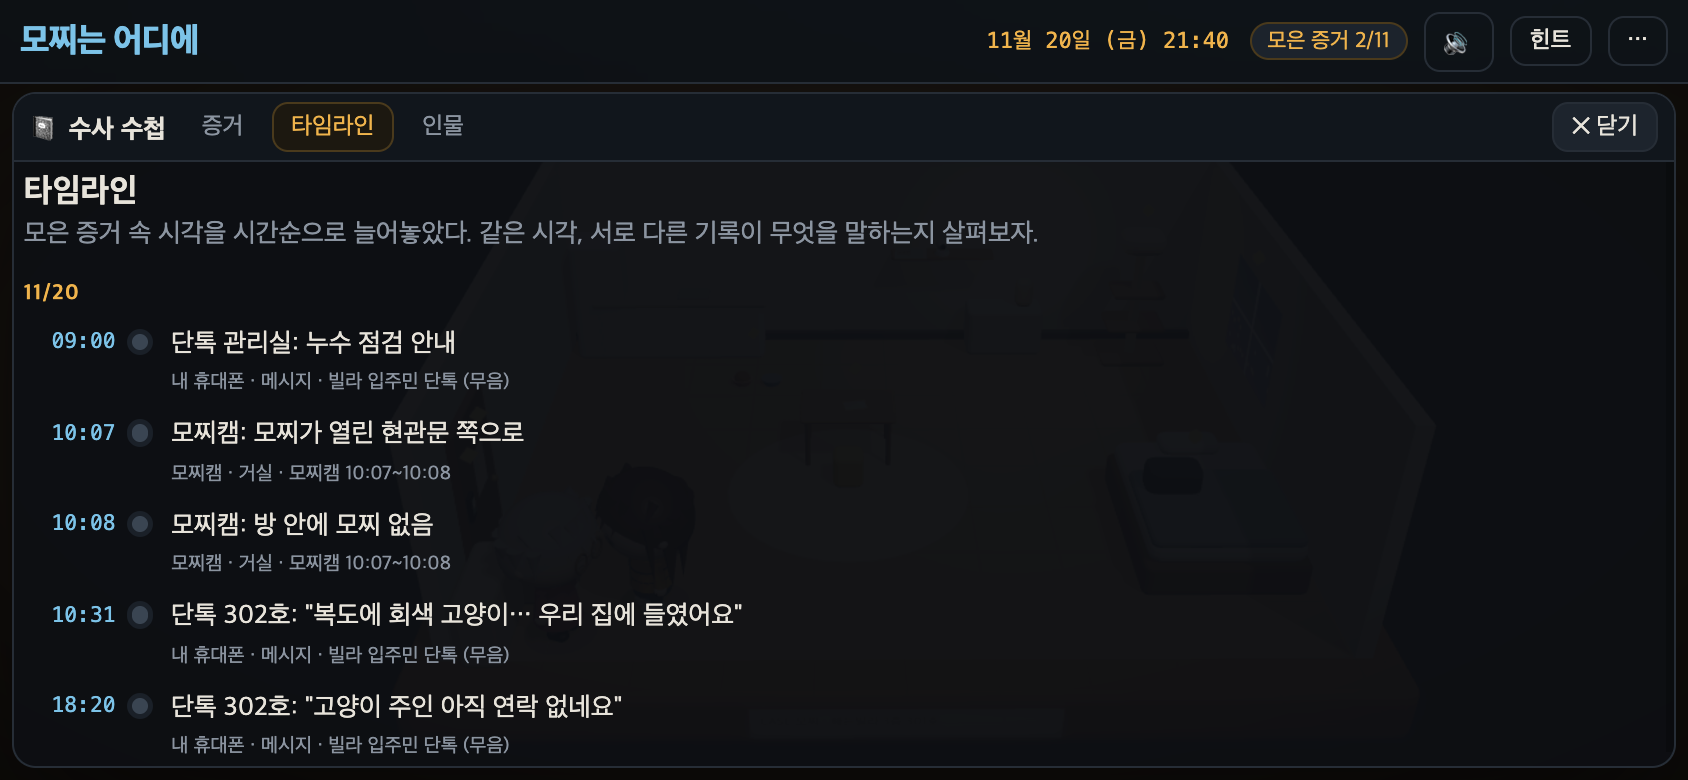 모찌는 어디에
11월 20일 (금) 21:40
모은 증거 2/11
힌트
···
수사 수첩
증거
타임라인
인물
✕ 닫기
타임라인
모은 증거 속 시각을 시간순으로 늘어놓았다. 같은 시각, 서로 다른 기록이 무엇을 말하는지 살펴보자.
11/20
09:00 단톡 관리실: 누수 점검 안내
내 휴대폰 · 메시지 · 빌라 입주민 단톡 (무음)
10:07 모찌캠: 모찌가 열린 현관문 쪽으로
모찌캠 · 거실 · 모찌캠 10:07~10:08
10:08 모찌캠: 방 안에 모찌 없음
모찌캠 · 거실 · 모찌캠 10:07~10:08
10:31 단톡 302호: "복도에 회색 고양이… 우리 집에 들였어요"
내 휴대폰 · 메시지 · 빌라 입주민 단톡 (무음)
18:20 단톡 302호: "고양이 주인 아직 연락 없네요"
내 휴대폰 · 메시지 · 빌라 입주민 단톡 (무음)